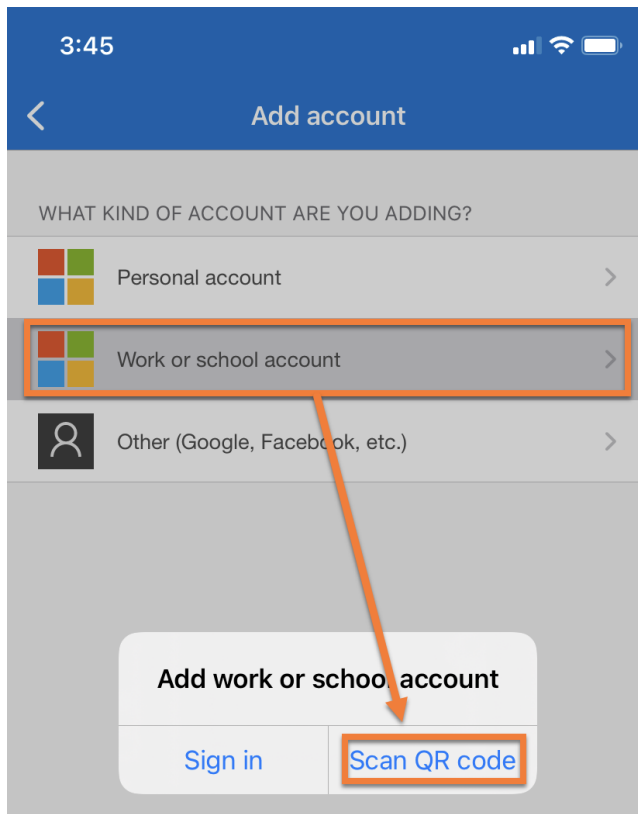 3:45
Add account
WHAT KIND OF ACCOUNT ARE YOU ADDING?
Personal account
Work or school account
Other (Google, Facebook, etc.)
Add work or school account
Sign in
Scan QR code